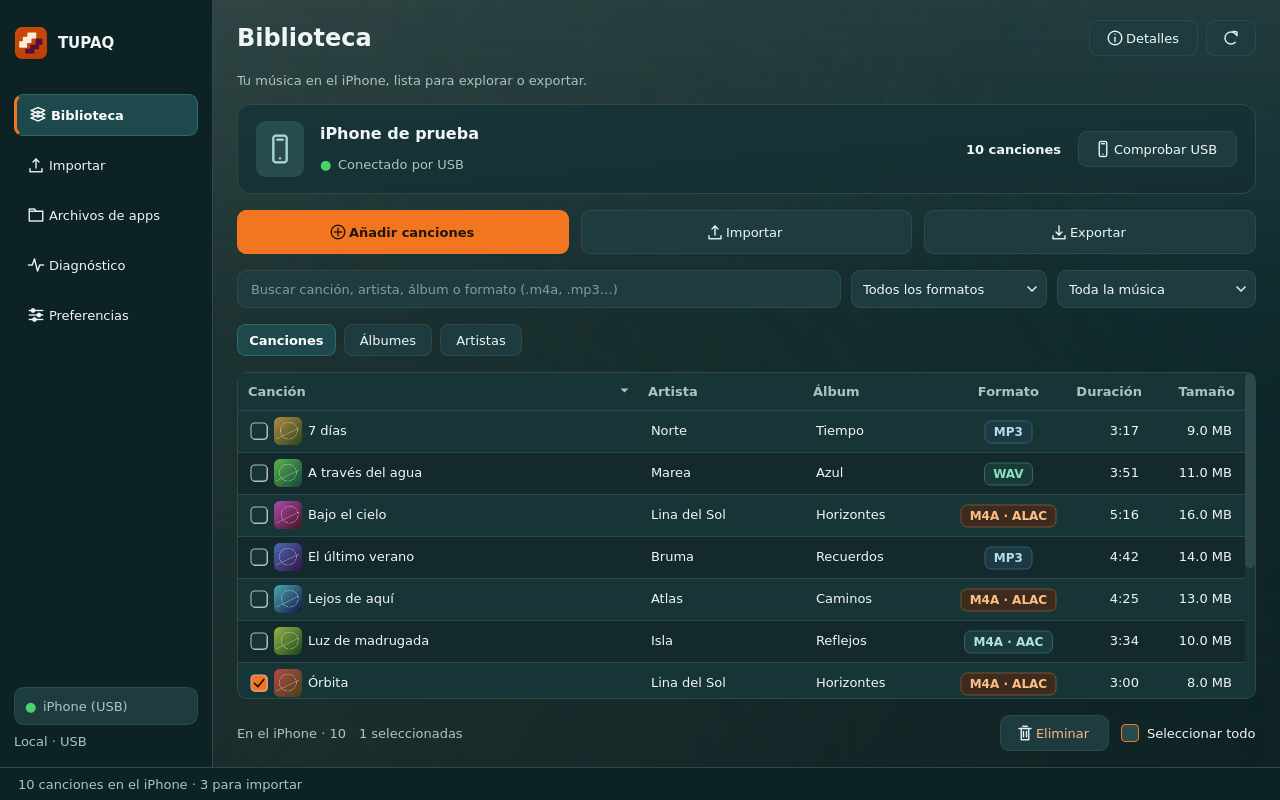 TUPAQ
Biblioteca
Importar
Archivos de apps
Diagnóstico
Preferencias
iPhone (USB)
Local · USB
Biblioteca
Detalles
Tu música en el iPhone, lista para explorar o exportar.
iPhone de prueba
Conectado por USB
10 canciones
Comprobar USB
Añadir canciones
Importar
Exportar
Buscar canción, artista, álbum o formato (.m4a, .mp3…)
Todos los formatos
Toda la música
Canciones
Álbumes
Artistas
Canción Artista Álbum Formato Duración Tamaño
7 días Norte Tiempo MP3 3:17 9.0 MB
A través del agua Marea Azul WAV 3:51 11.0 MB
Bajo el cielo Lina del Sol Horizontes M4A · ALAC 5:16 16.0 MB
El último verano Bruma Recuerdos MP3 4:42 14.0 MB
Lejos de aquí Atlas Caminos M4A · ALAC 4:25 13.0 MB
Luz de madrugada Isla Reflejos M4A · AAC 3:34 10.0 MB
Órbita Lina del Sol Horizontes M4A · ALAC 3:00 8.0 MB
En el iPhone · 10 1 seleccionadas
Eliminar
Seleccionar todo
10 canciones en el iPhone · 3 para importar